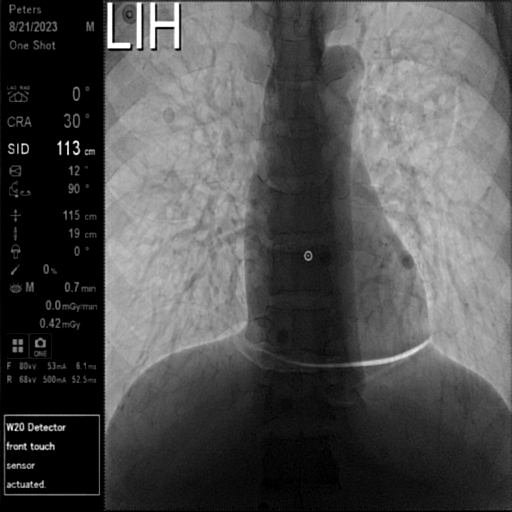 Peters
8/21/2023 M
One Shot
LIH
LAO RAO
0°
CRA 30°
SID 113 cm
12°
90°
115 cm
19 cm
0°
0%
M 0.7 min
0.0 mGy/min
0.42 mGy
ONE
F 80kV 53mA 6.1ms
R 68kV 500mA 52.5ms
W20 Detector
front touch
sensor
actuated.